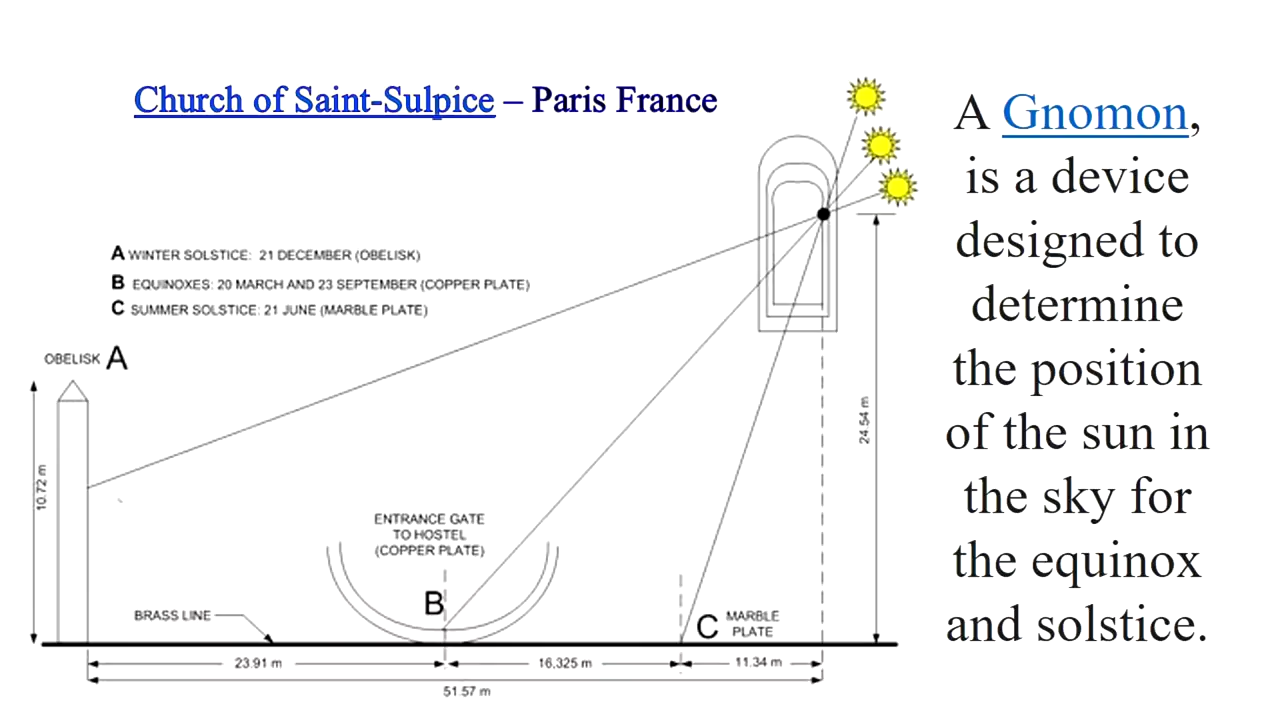 Church of Saint-Sulpice – Paris France
A WINTER SOLSTICE: 21 DECEMBER (OBELISK)
B EQUINOXES: 20 MARCH AND 23 SEPTEMBER (COPPER PLATE)
C SUMMER SOLSTICE: 21 JUNE (MARBLE PLATE)
OBELISK A
10.72 m
ENTRANCE GATE
TO HOSTEL
(COPPER PLATE)
B
BRASS LINE
C MARBLE
PLATE
24.54 m
23.91 m
16,325 m
11.34 m
51.57 m
A Gnomon,
is a device
designed to
determine
the position
of the sun in
the sky for
the equinox
and solstice.